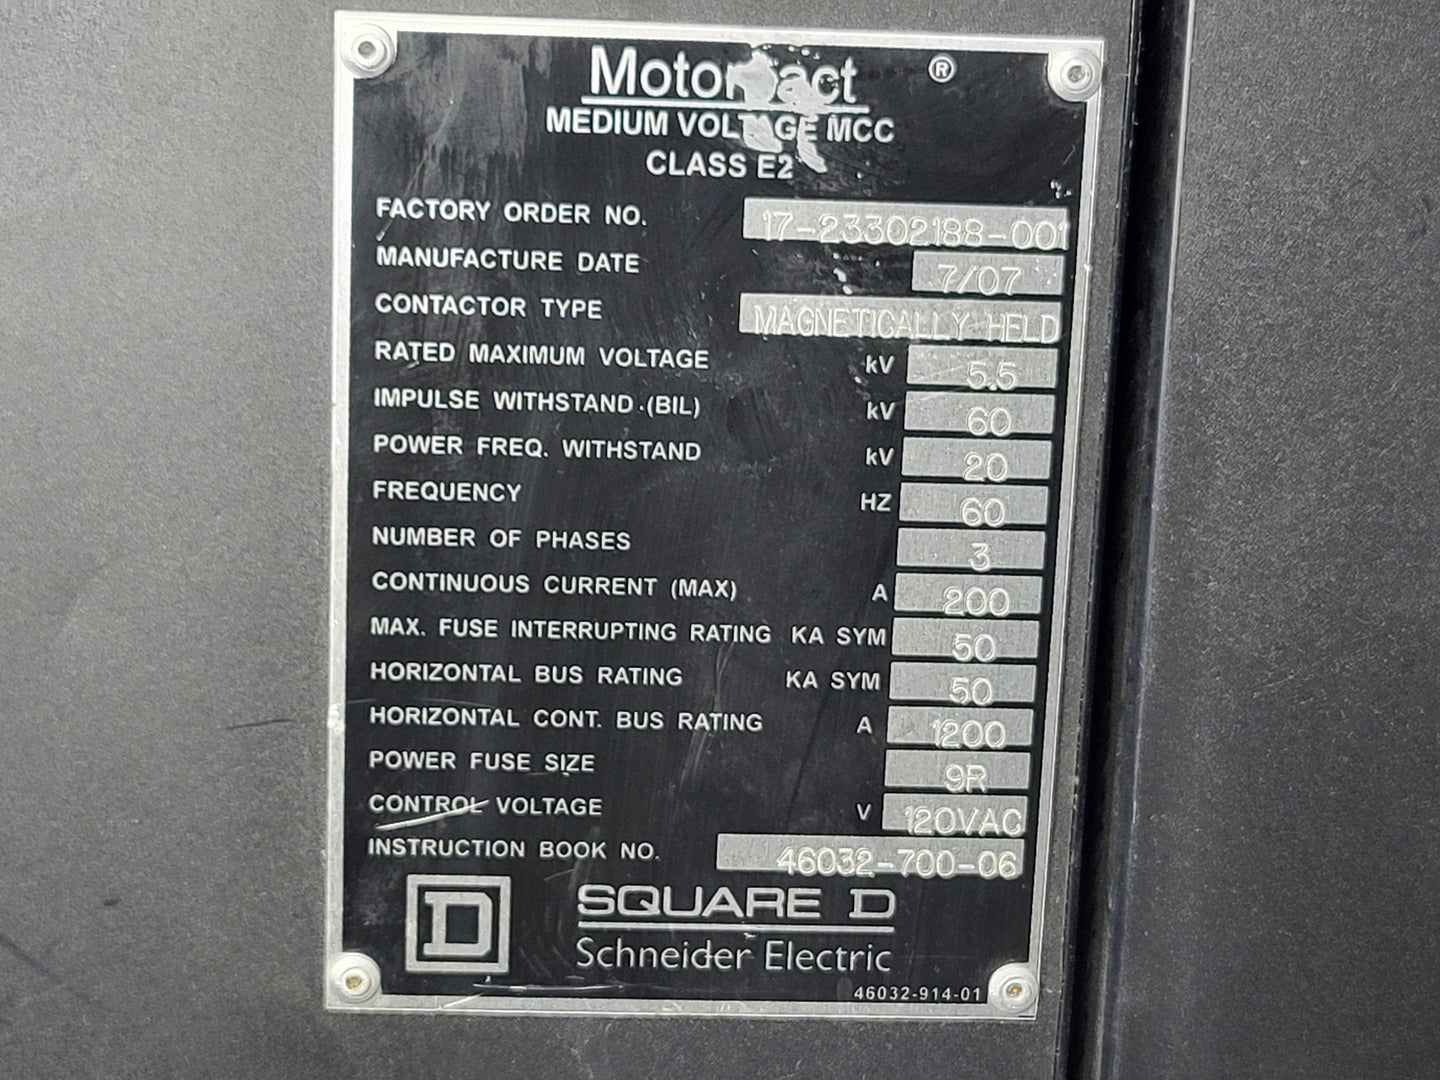 Motorpact ®
MEDIUM VOLTAGE MCC
CLASS E2
FACTORY ORDER NO. 17-23302188-001
MANUFACTURE DATE 7/07
CONTACTOR TYPE MAGNETICALLY HELD
RATED MAXIMUM VOLTAGE kV 5.5
IMPULSE WITHSTAND (BIL) kV 60
POWER FREQ. WITHSTAND kV 20
FREQUENCY HZ 60
NUMBER OF PHASES 3
CONTINUOUS CURRENT (MAX) A 200
MAX. FUSE INTERRUPTING RATING KA SYM 50
HORIZONTAL BUS RATING KA SYM 50
HORIZONTAL CONT. BUS RATING A 1200
POWER FUSE SIZE 9R
CONTROL VOLTAGE V 120VAC
INSTRUCTION BOOK NO. 46032-700-06
D SQUARE D
Schneider Electric
46032-914-01